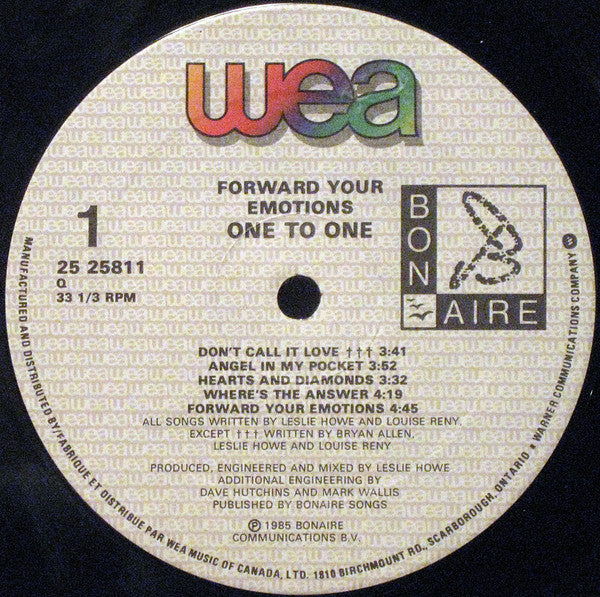 wea
FORWARD YOUR
EMOTIONS
ONE TO ONE
1
25 25811
Q
33 1/3 RPM
BON
AIRE
B
DON'T CALL IT LOVE ††† 3:41
ANGEL IN MY POCKET 3:52
HEARTS AND DIAMONDS 3:32
WHERE'S THE ANSWER 4:19
FORWARD YOUR EMOTIONS 4:45
ALL SONGS WRITTEN BY LESLIE HOWE AND LOUISE RENY.
EXCEPT ††† WRITTEN BY BRYAN ALLEN,
LESLIE HOWE AND LOUISE RENY
PRODUCED, ENGINEERED AND MIXED BY LESLIE HOWE
ADDITIONAL ENGINEERING BY
DAVE HUTCHINS AND MARK WALLIS
PUBLISHED BY BONAIRE SONGS
℗ 1985 BONAIRE
COMMUNICATIONS B.V.
MANUFACTURED AND DISTRIBUTED BY/FABRIQUE ET DISTRIBUE PAR WEA MUSIC OF CANADA, LTD. 1810 BIRCHMOUNT RD., SCARBOROUGH, ONTARIO • WARNER COMMUNICATIONS COMPANY